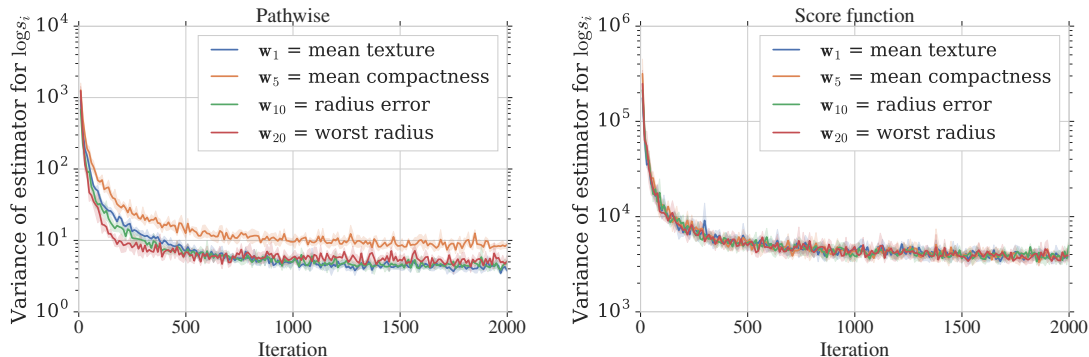 Pathwise
Variance of estimator for log s_i
10^4
10^3
10^2
10^1
10^0
w_1 = mean texture
w_5 = mean compactness
w_10 = radius error
w_20 = worst radius
0 500 1000 1500 2000
Iteration
Score function
Variance of estimator for log s_i
10^6
10^5
10^4
10^3
w_1 = mean texture
w_5 = mean compactness
w_10 = radius error
w_20 = worst radius
0 500 1000 1500 2000
Iteration